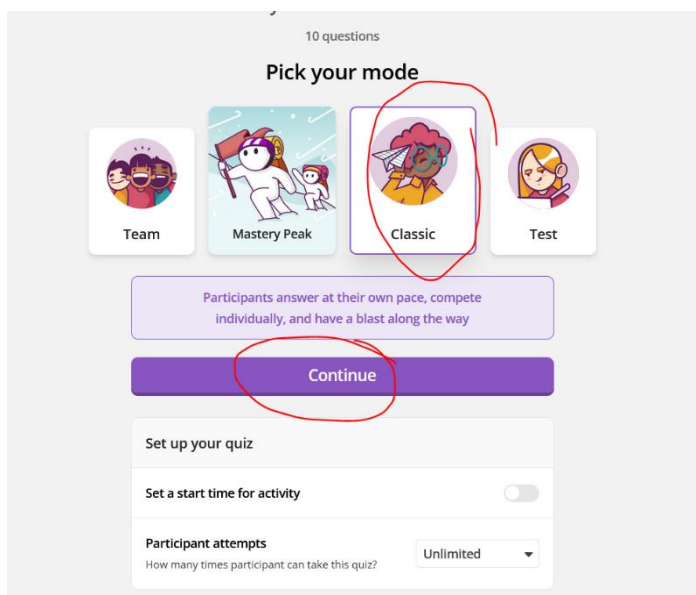 10 questions
Pick your mode
Team
Mastery Peak
Classic
Test
Participants answer at their own pace, compete
individually, and have a blast along the way
Continue
Set up your quiz
Set a start time for activity
Participant attempts
How many times participant can take this quiz?
Unlimited